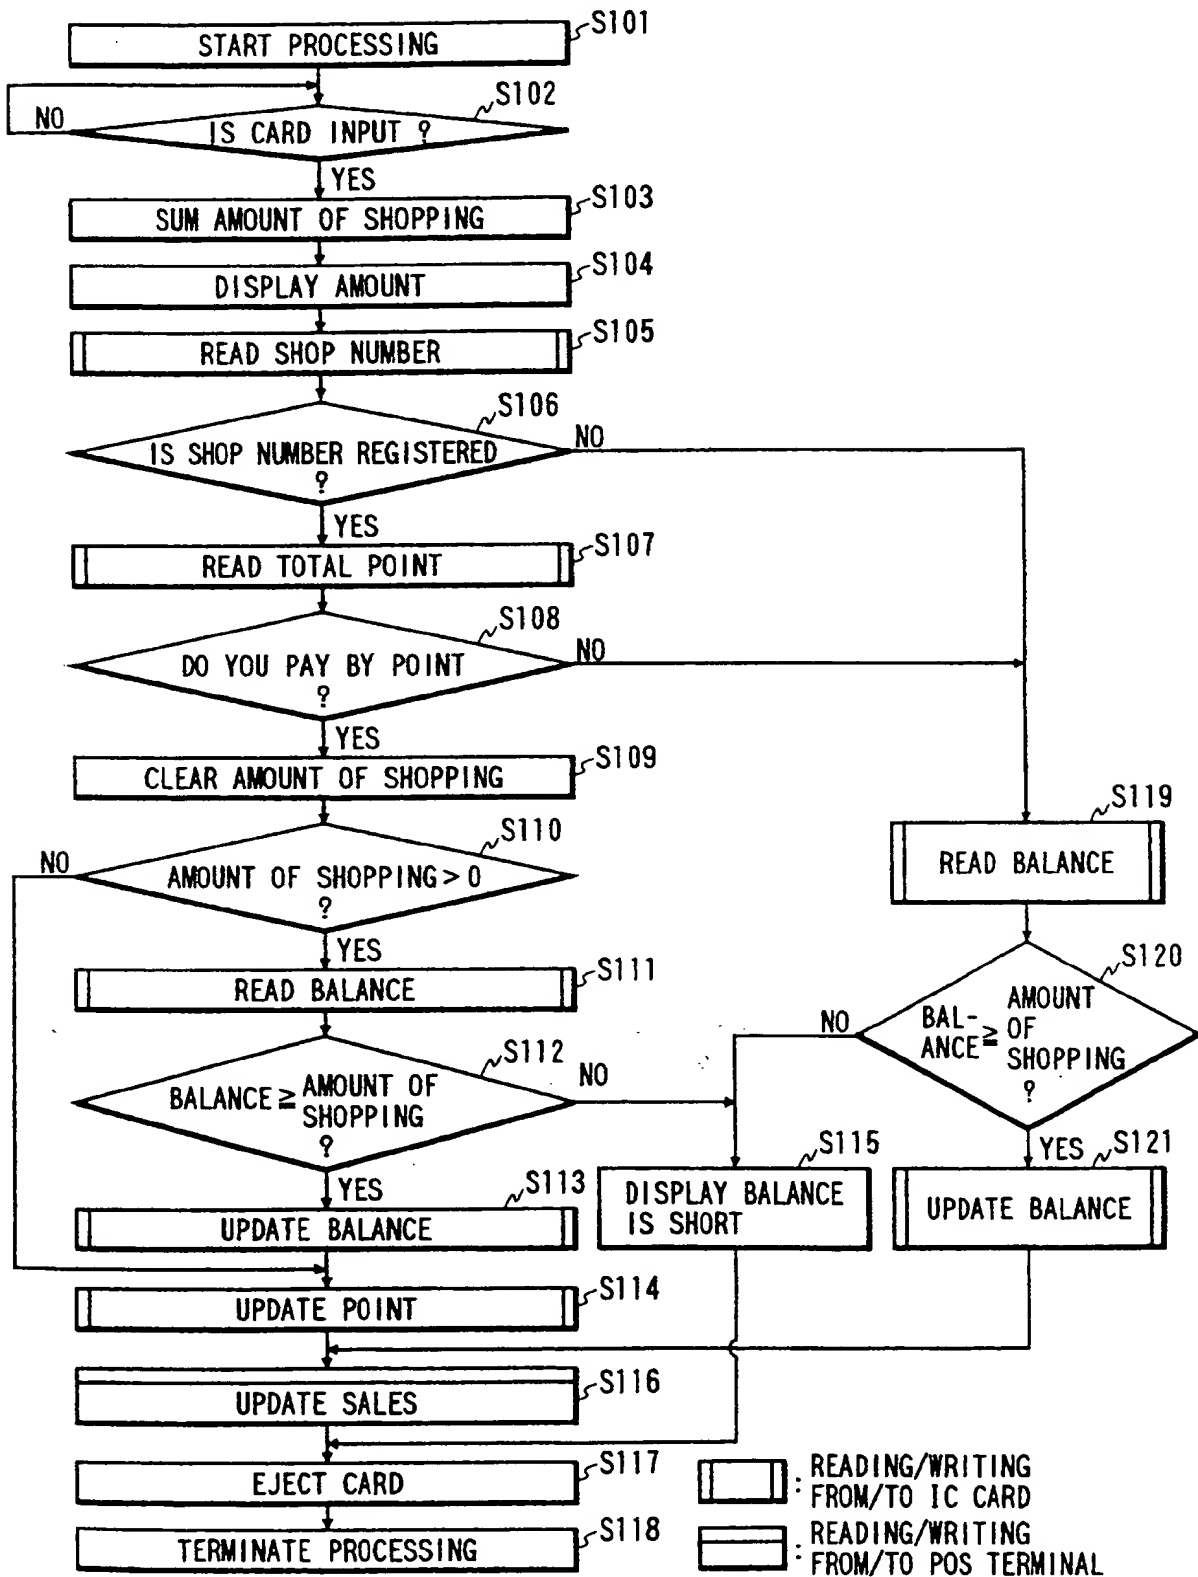 START PROCESSING
S101
NO
IS CARD INPUT ?
S102
YES
SUM AMOUNT OF SHOPPING
S103
DISPLAY AMOUNT
S104
READ SHOP NUMBER
S105
S106
IS SHOP NUMBER REGISTERED
?
NO
YES
READ TOTAL POINT
S107
S108
DO YOU PAY BY POINT
?
NO
YES
CLEAR AMOUNT OF SHOPPING
S109
S110
NO
AMOUNT OF SHOPPING > 0
?
YES
READ BALANCE
S111
S112
BALANCE ≧ AMOUNT OF
SHOPPING
?
NO
YES
UPDATE BALANCE
S113
UPDATE POINT
S114
S119
READ BALANCE
S120
NO
BAL-
ANCE ≧
AMOUNT
OF
SHOPPING
?
YES
S115
DISPLAY BALANCE
IS SHORT
S121
UPDATE BALANCE
UPDATE SALES
S116
EJECT CARD
S117
TERMINATE PROCESSING
S118
: READING/WRITING
FROM/TO IC CARD
: READING/WRITING
FROM/TO POS TERMINAL